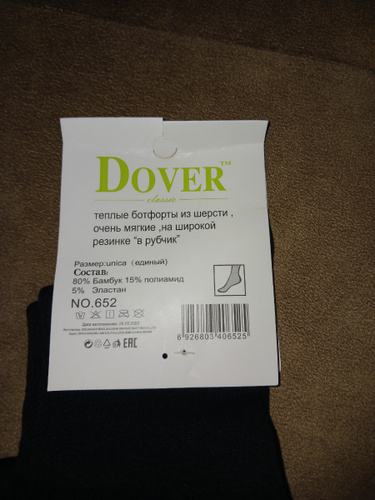 DOVER™
classic
теплые ботфорты из шерсти ,
очень мягкие ,на широкой
резинке "в рубчик"
Размер:unica (единый)
Состав:
80% Бамбук 15% полиамид
5% Эластан
NO.652
6 926803 406525
EAC